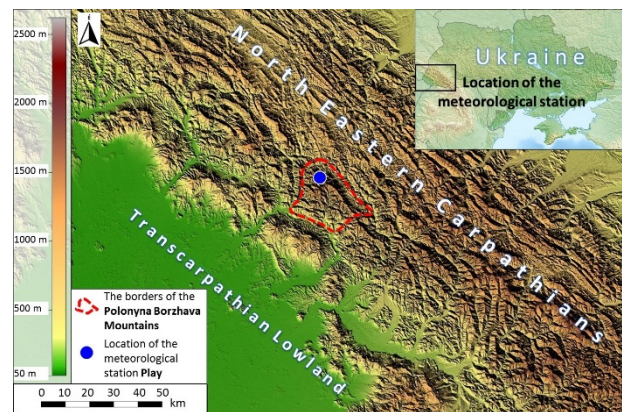 2500 m
2000 m
1500 m
1000 m
500 m
50 m
N
North Eastern Carpathians
Ukraine
Location of the
meteorological station
Transcarpathian Lowland
The borders of the
Polonyna Borzhava
Mountains
Location of the
meteorological
station Play
0 10 20 30 40 50
km